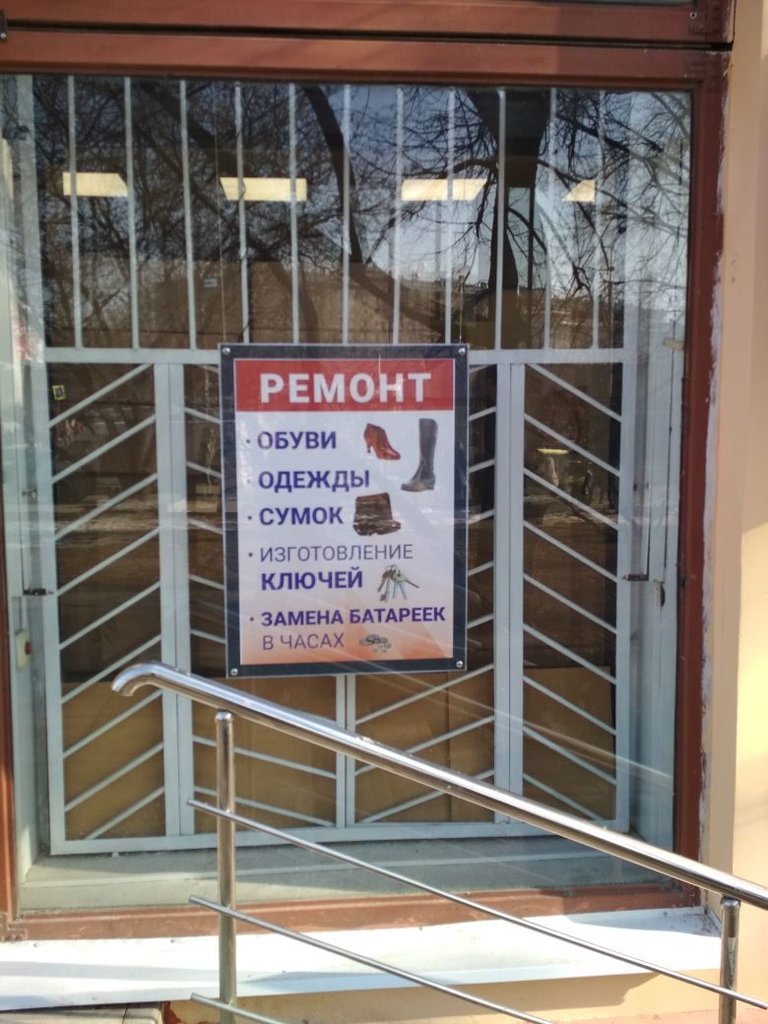 РЕМОНТ
· ОБУВИ
· ОДЕЖДЫ
· СУМОК
· ИЗГОТОВЛЕНИЕ
КЛЮЧЕЙ
· ЗАМЕНА БАТАРЕЕК
В ЧАСАХ